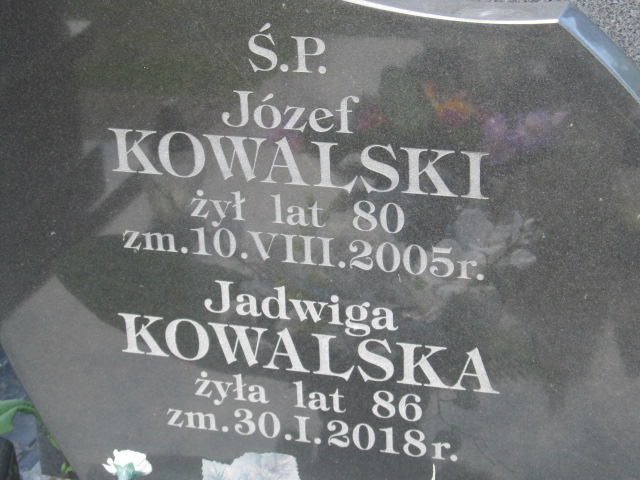 Ś.P.
Józef
KOWALSKI
żył lat 80
zm.10.VIII.2005r.
Jadwiga
KOWALSKA
żyła lat 86
zm.30.I.2018r.